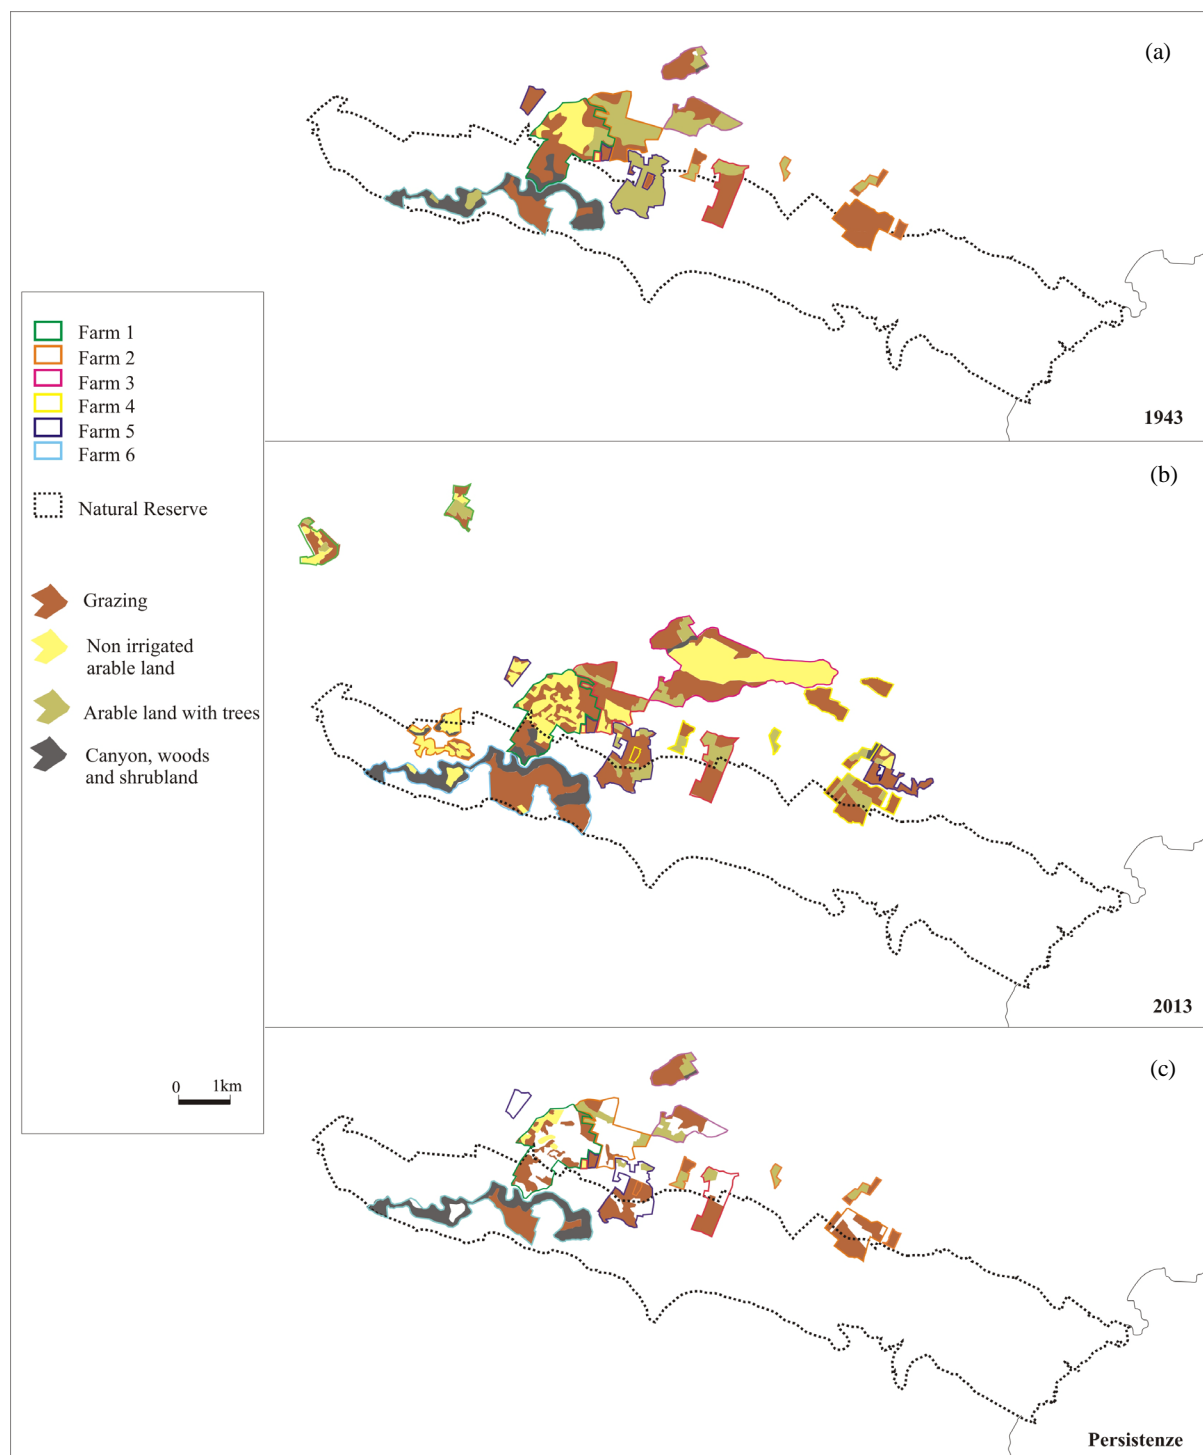 (a)
1943
Farm 1
Farm 2
Farm 3
Farm 4
Farm 5
Farm 6
Natural Reserve
Grazing
Non irrigated
arable land
Arable land with trees
Canyon, woods
and shrubland
0 1km
(b)
2013
(c)
Persistenze